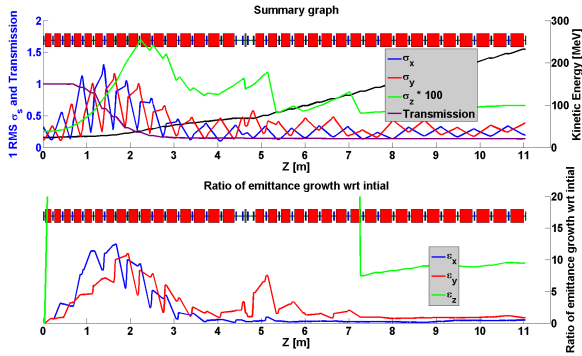 Summary graph
1 RMS σs and Transmission
2
1.5
1
0.5
0
300
200
100
0
Kinetic Energy [MeV]
σx
σy
σz * 100
Transmission
0 1 2 3 4 5 6 7 8 9 10 11
Z [m]
Ratio of emittance growth wrt intial
20
15
10
5
0
Ratio of emittance growth wrt intial
εx
εy
εz
0 1 2 3 4 5 6 7 8 9 10 11
Z [m]